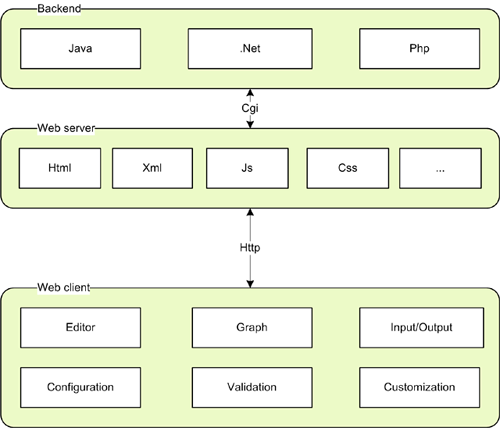 Backend
Java .Net Php
Cgi
Web server
Html Xml Js Css ...
Http
Web client
Editor Graph Input/Output
Configuration Validation Customization